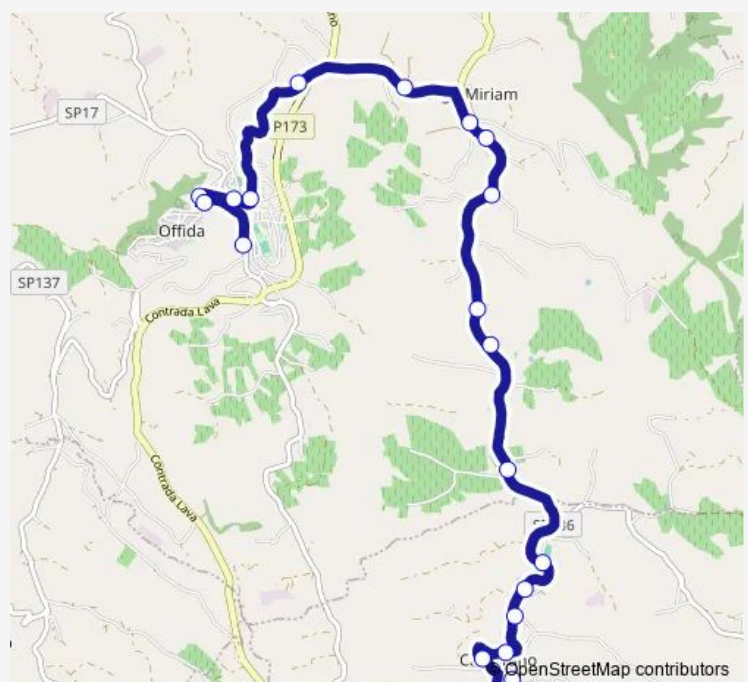 SP17
Miriam
P173
Offida
SP137
Contrada Lava
Contrada Lava
OpenStreetMap contributors